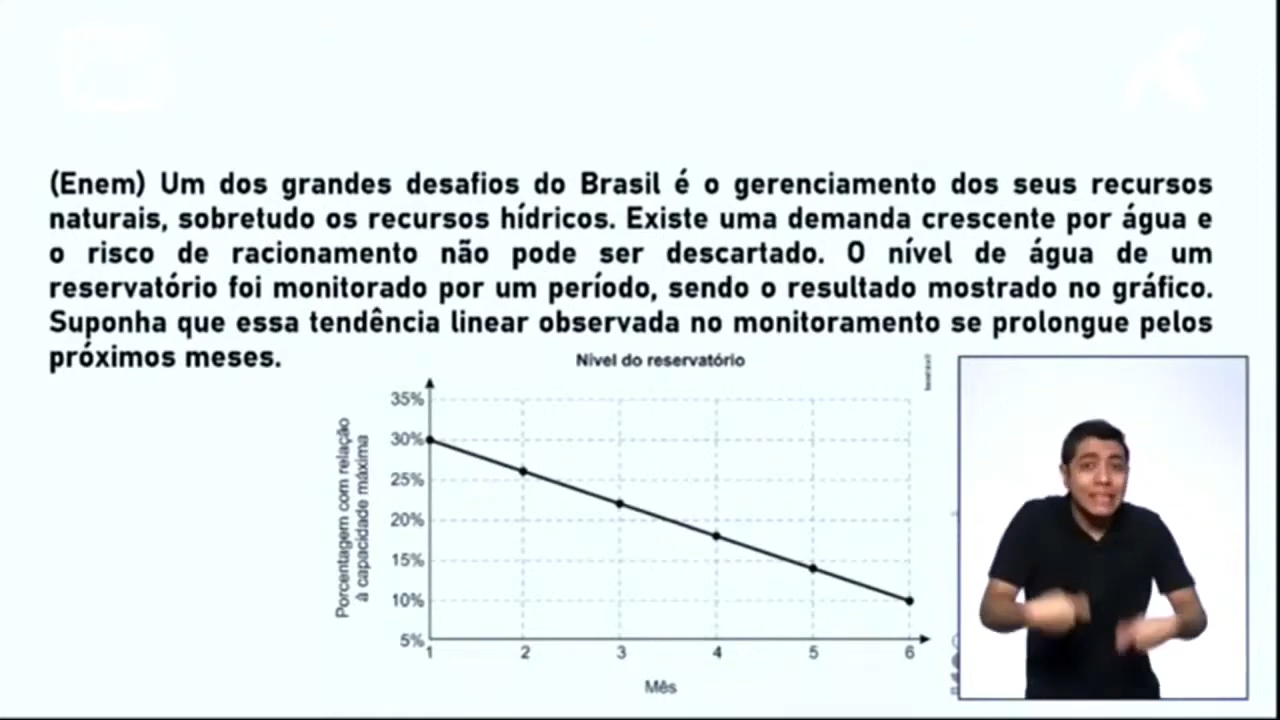 (Enem) Um dos grandes desafios do Brasil é o gerenciamento dos seus recursos
naturais, sobretudo os recursos hídricos. Existe uma demanda crescente por água e
o risco de racionamento não pode ser descartado. O nível de água de um
reservatório foi monitorado por um período, sendo o resultado mostrado no gráfico.
Suponha que essa tendência linear observada no monitoramento se prolongue pelos
próximos meses.
Nível do reservatório
Porcentagem com relação
à capacidade máxima
35%
30%
25%
20%
15%
10%
5%
1 2 3 4 5 6
Mês